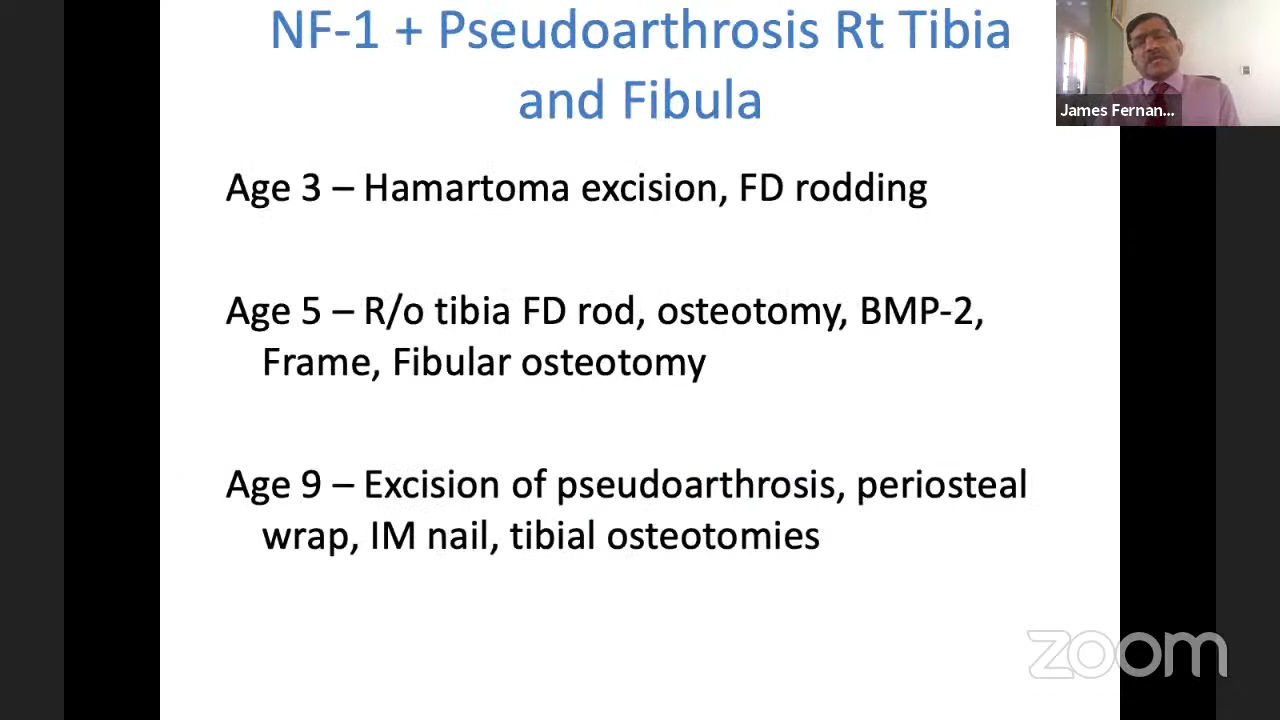 NF-1 + Pseudoarthrosis Rt Tibia
and Fibula
James Fernan...
Age 3 – Hamartoma excision, FD rodding
Age 5 – R/o tibia FD rod, osteotomy, BMP-2,
Frame, Fibular osteotomy
Age 9 – Excision of pseudoarthrosis, periosteal
wrap, IM nail, tibial osteotomies
zoom